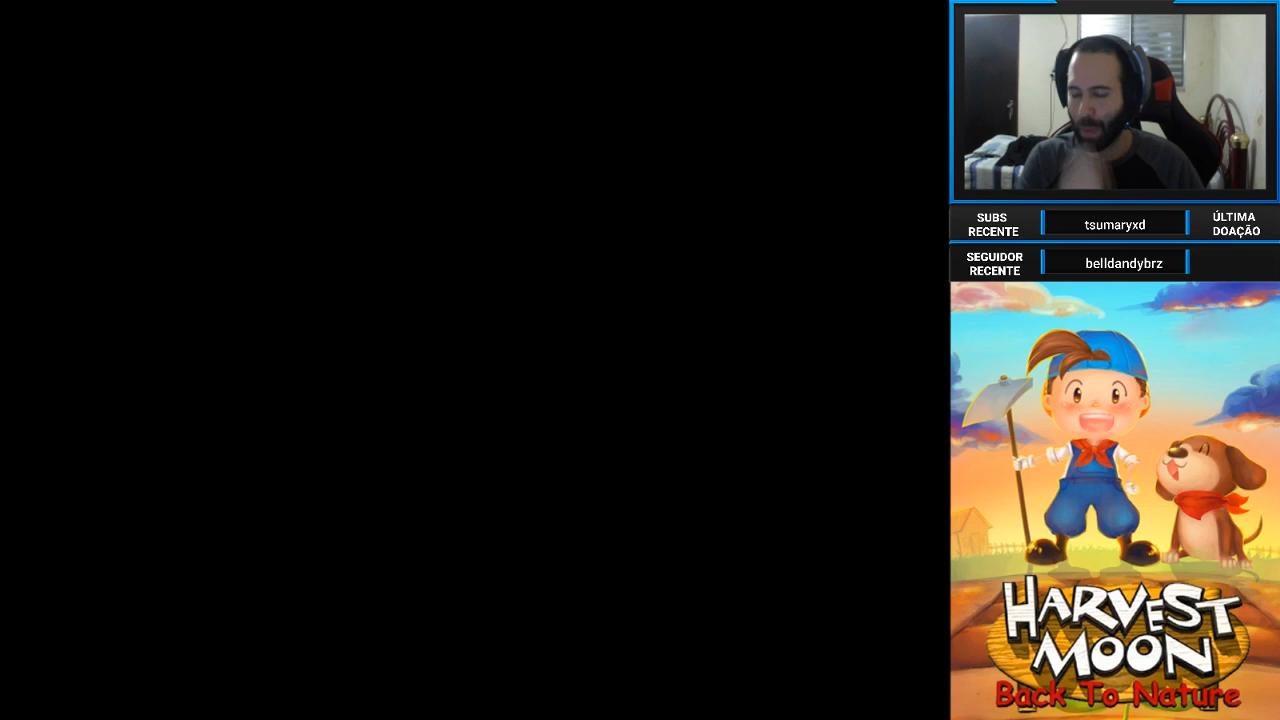 SUBS
RECENTE
tsumaryxd
ÚLTIMA
DOAÇÃO
SEGUIDOR
RECENTE
belldandybrz
HARVEST
MOON
Back To Nature